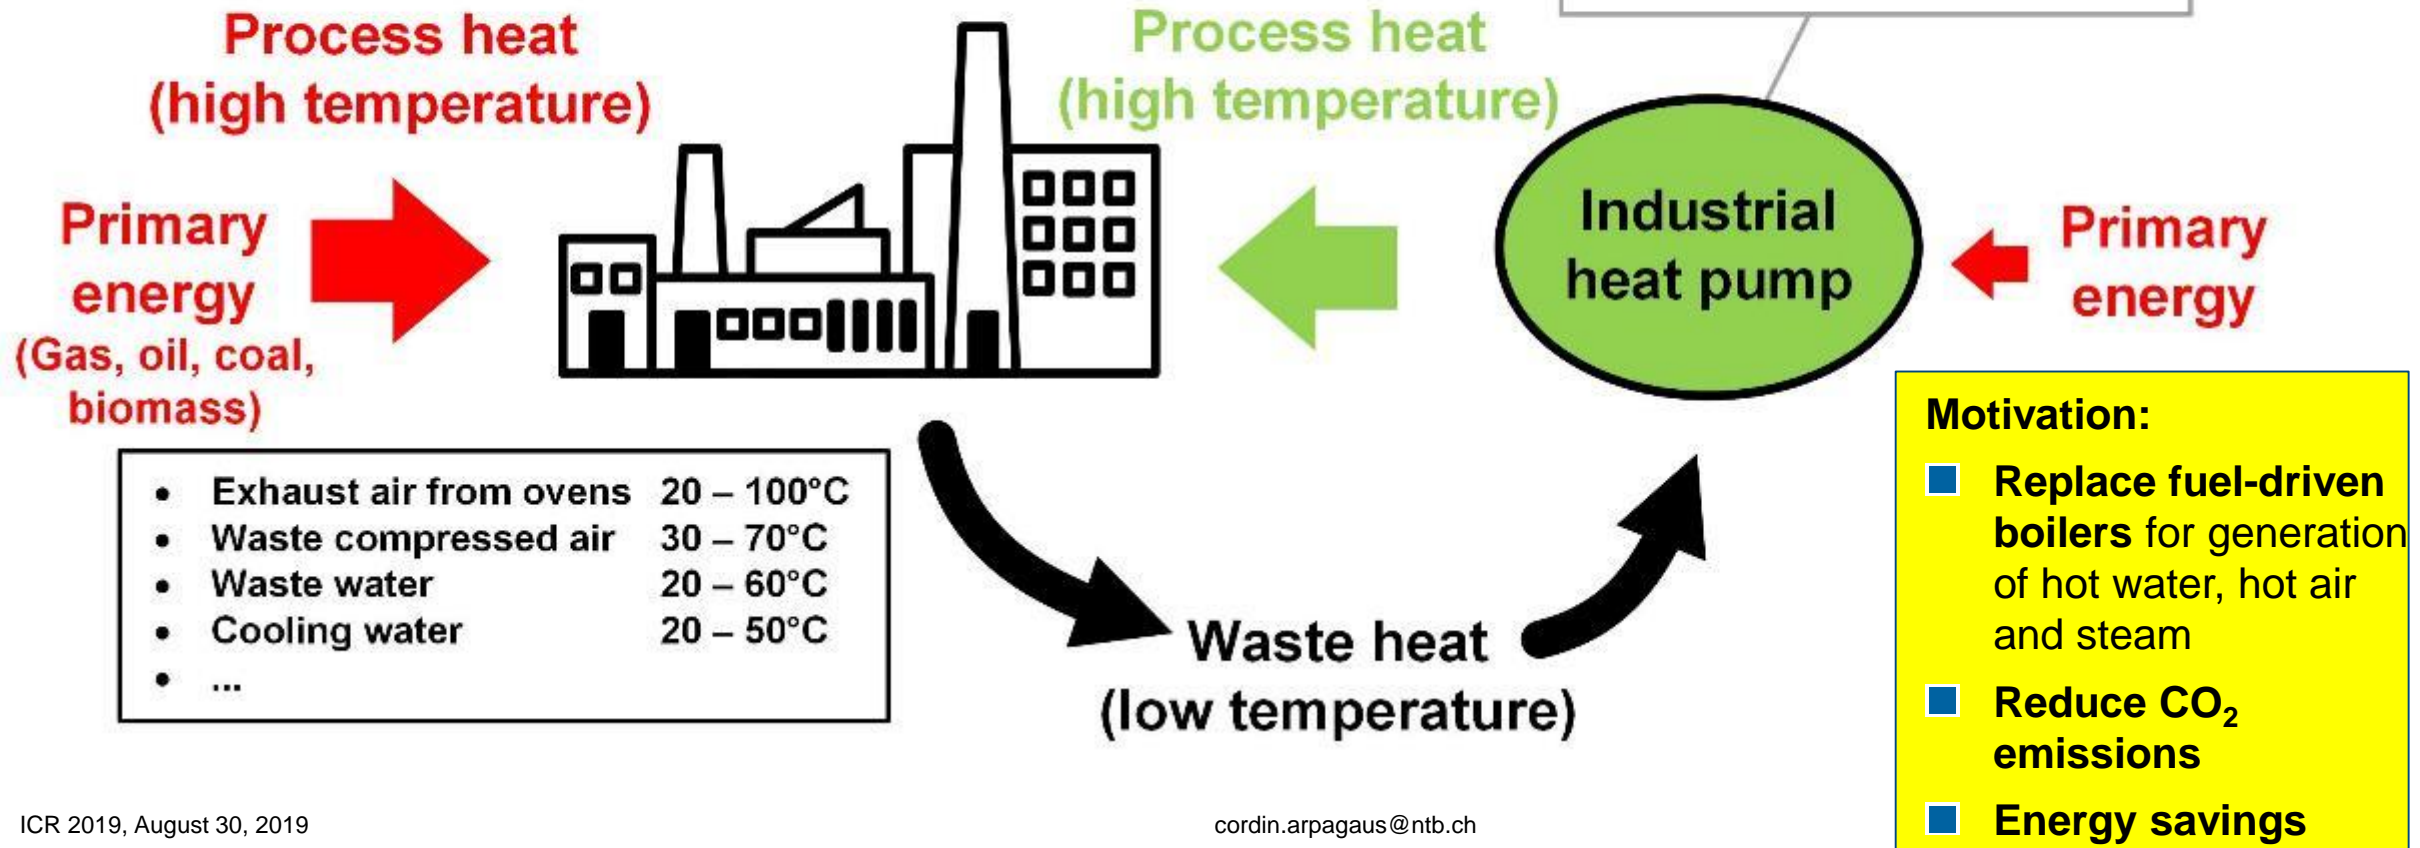 Process heat
(high temperature)
Process heat
(high temperature)
Primary
energy
(Gas, oil, coal,
biomass)
Industrial
heat pump
Primary
energy
• Exhaust air from ovens 20 – 100°C
• Waste compressed air 30 – 70°C
• Waste water 20 – 60°C
• Cooling water 20 – 50°C
• ...
Waste heat
(low temperature)
Motivation:
Replace fuel-driven
boilers for generation
of hot water, hot air
and steam
Reduce CO₂
emissions
Energy savings
ICR 2019, August 30, 2019
cordin.arpagaus@ntb.ch